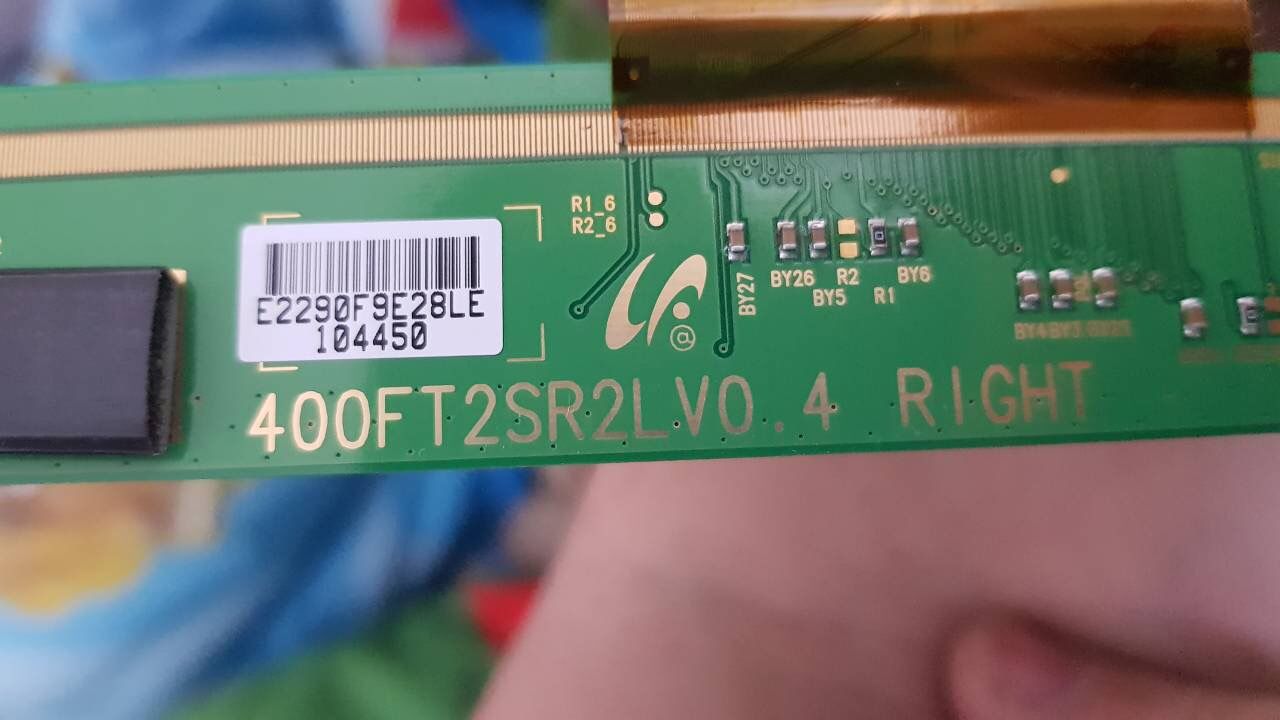 R1_6
R2_6
E2290F9E28LE
104450
BY27
BY26
BY5
R2
R1
BY6
@
400FT2SR2LV0.4 RIGHT